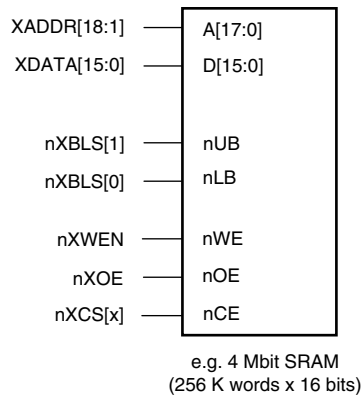 XADDR[18:1] A[17:0]
XDATA[15:0] D[15:0]
nXBLS[1] nUB
nXBLS[0] nLB
nXWEN nWE
nXOE nOE
nXCS[x] nCE
e.g. 4 Mbit SRAM
(256 K words x 16 bits)